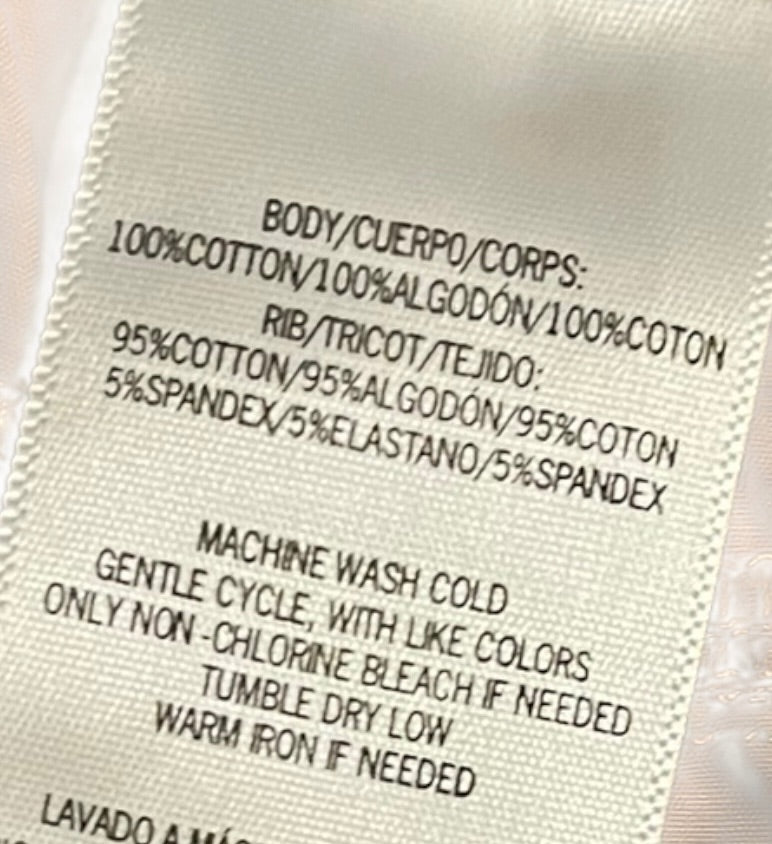 BODY/CUERPO/CORPS:
100%COTTON/100%ALGODÓN/100%COTON
RIB/TRICOT/TEJIDO:
95%COTTON/95%ALGODÓN/95%COTON
5%SPANDEX/5%ELASTANO/5%SPANDEX
MACHINE WASH COLD
GENTLE CYCLE, WITH LIKE COLORS
ONLY NON-CHLORINE BLEACH IF NEEDED
TUMBLE DRY LOW
WARM IRON IF NEEDED
LAVADO A